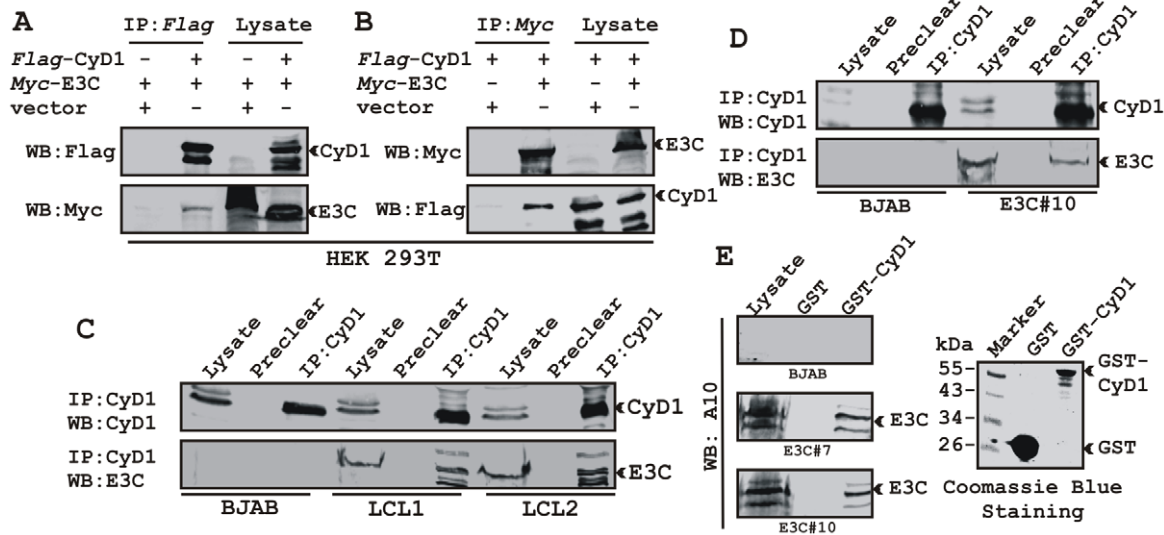 A
IP:Flag Lysate
Flag-CyD1 - + - +
Myc-E3C + + + +
vector + - + -
WB:Flag CyD1
WB:Myc E3C
B
IP:Myc Lysate
Flag-CyD1 + + + +
Myc-E3C - + - +
vector + - + -
WB:Myc E3C
WB:Flag CyD1
HEK 293T
C
Lysate Preclear IP:CyD1 Lysate Preclear IP:CyD1 Lysate Preclear IP:CyD1
IP:CyD1
WB:CyD1
CyD1
IP:CyD1
WB:E3C
E3C
BJAB LCL1 LCL2
D
Lysate Preclear IP:CyD1 Lysate Preclear IP:CyD1
IP:CyD1
WB:CyD1
CyD1
IP:CyD1
WB:E3C
E3C
BJAB E3C#10
E
Lysate GST GST-CyD1
WB: A10
BJAB
E3C
E3C#7
E3C
E3C#10
kDa Marker GST GST-CyD1
55-
43-
34-
26-
GST-
CyD1
GST
Coomassie Blue
Staining